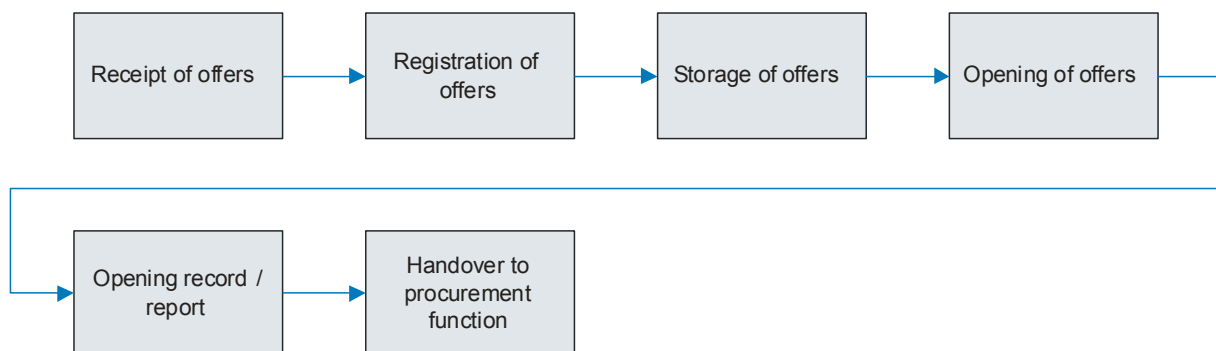 Receipt of offers
Registration of
offers
Storage of offers
Opening of offers
Opening record /
report
Handover to
procurement
function